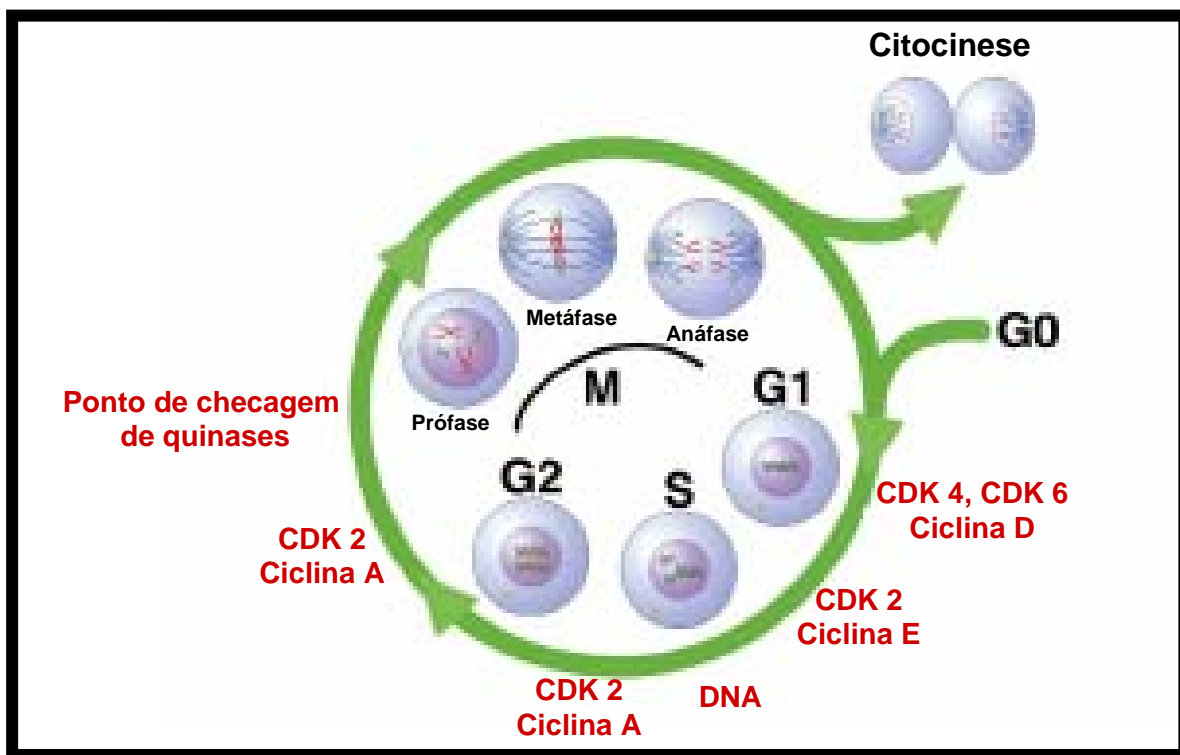 Citocinese
Metáfase
Anáfase
G0
M
G1
Ponto de checagem
de quinases
Prófase
G2
S
CDK 4, CDK 6
Ciclina D
CDK 2
Ciclina A
CDK 2
Ciclina E
CDK 2
Ciclina A
DNA